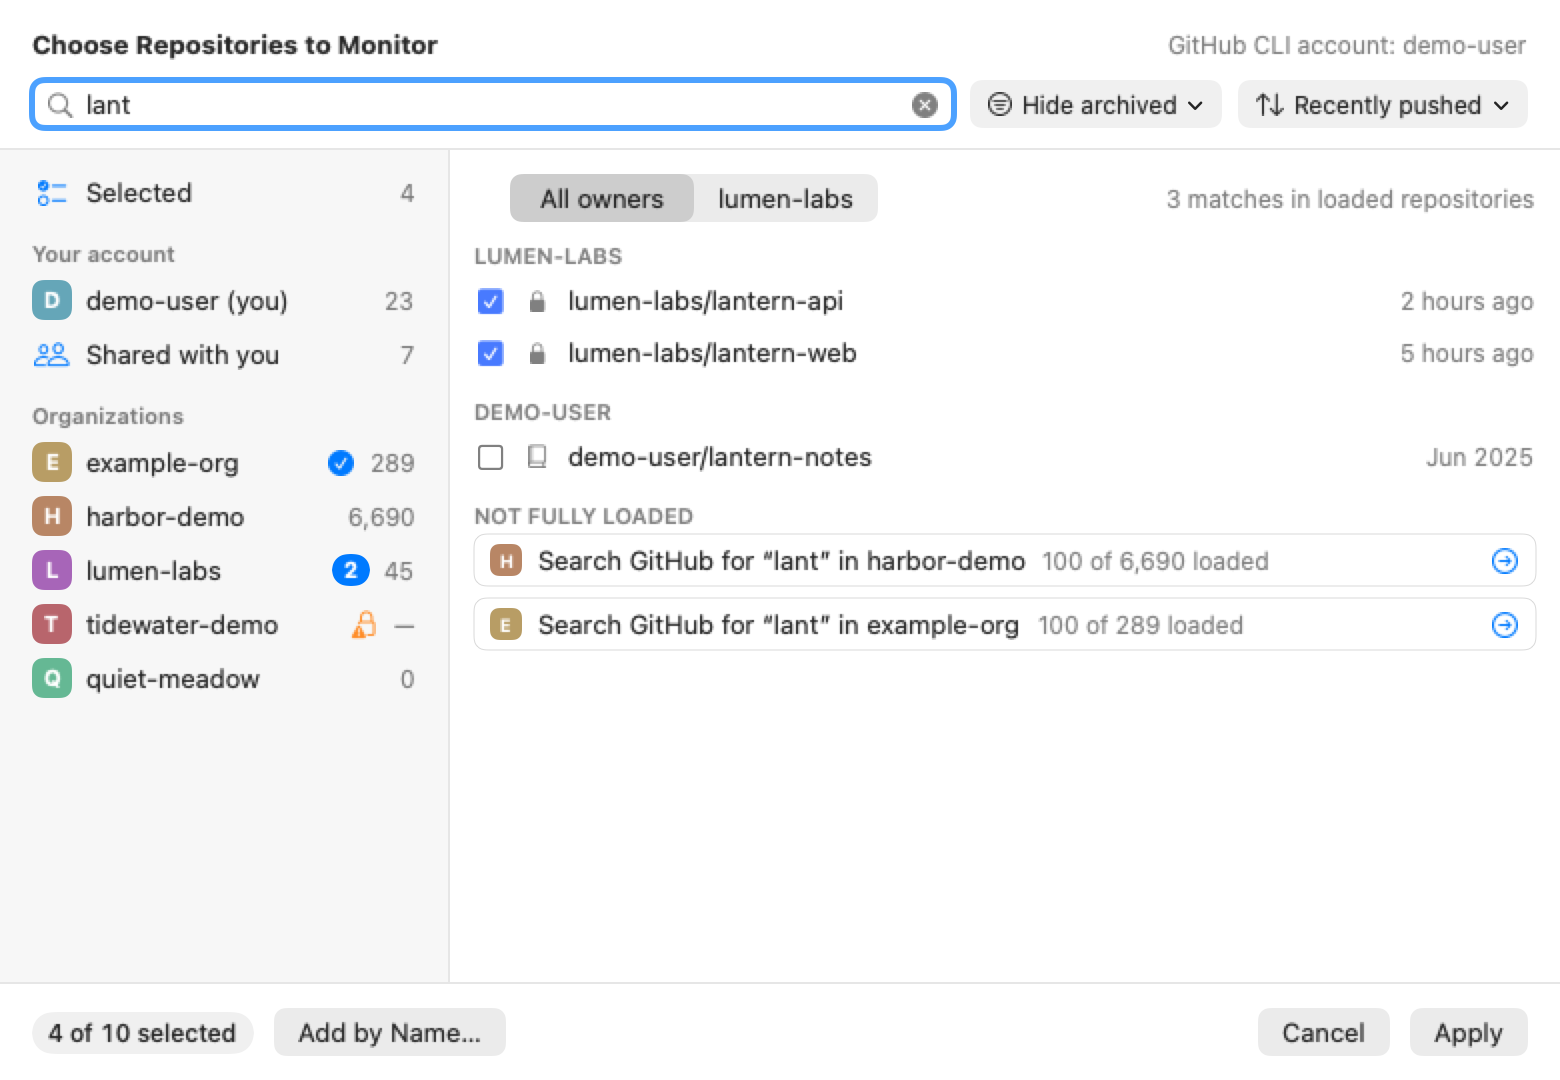 Choose Repositories to Monitor
GitHub CLI account: demo-user
lant
Hide archived
Recently pushed
Selected 4
Your account
D demo-user (you) 23
Shared with you 7
Organizations
E example-org 289
H harbor-demo 6,690
L lumen-labs 2 45
T tidewater-demo —
Q quiet-meadow 0
All owners lumen-labs
3 matches in loaded repositories
LUMEN-LABS
lumen-labs/lantern-api 2 hours ago
lumen-labs/lantern-web 5 hours ago
DEMO-USER
demo-user/lantern-notes Jun 2025
NOT FULLY LOADED
H Search GitHub for “lant” in harbor-demo 100 of 6,690 loaded
E Search GitHub for “lant” in example-org 100 of 289 loaded
4 of 10 selected
Add by Name...
Cancel
Apply